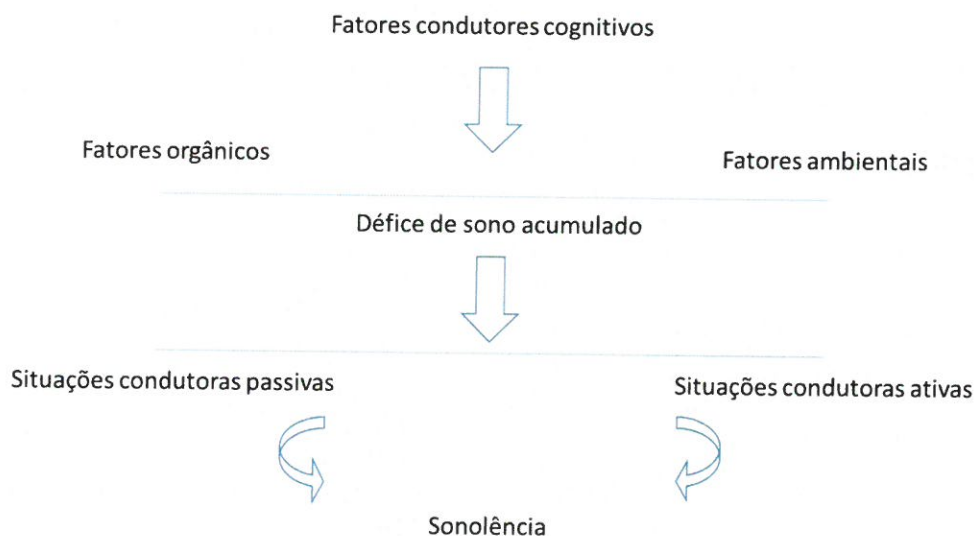 Fatores condutores cognitivos
Fatores orgânicos
Fatores ambientais
Défice de sono acumulado
Situações condutoras passivas
Situações condutoras ativas
Sonolência